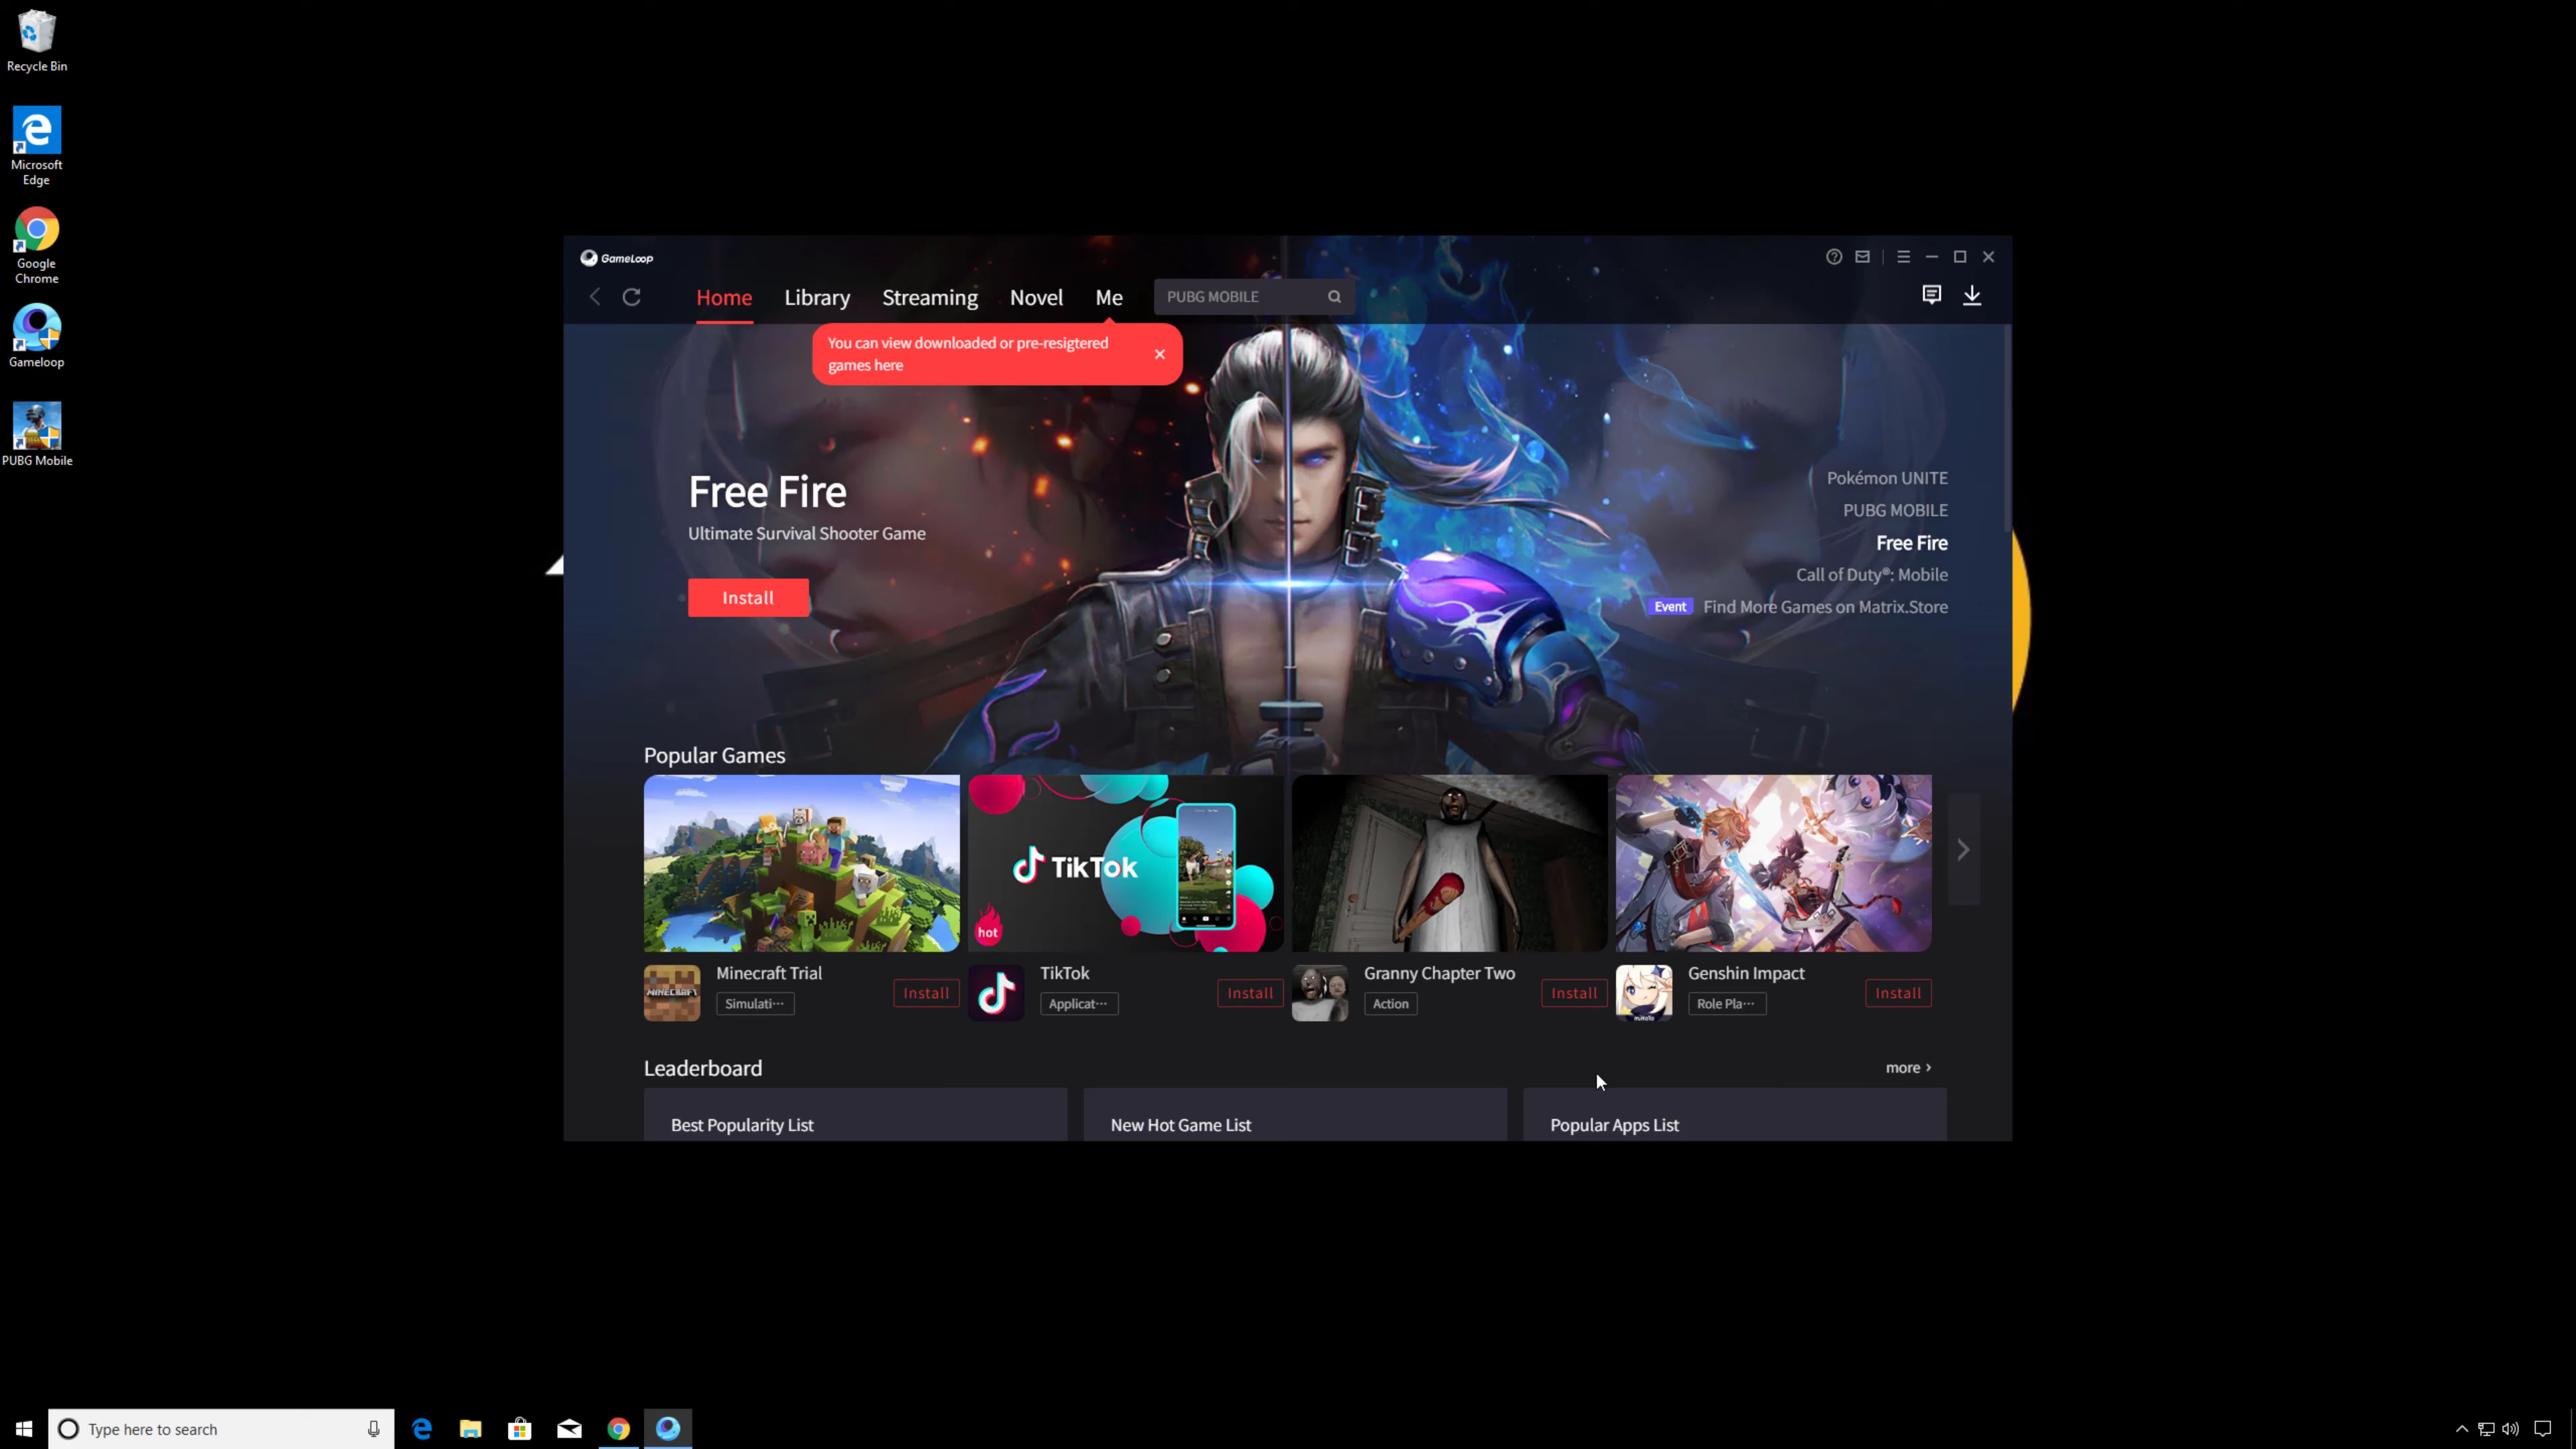 Recycle Bin
Microsoft
Edge
Google
Chrome
Gameloop
PUBG Mobile
GameLoop
Home
Library
Streaming
Novel
Me
PUBG MOBILE
You can view downloaded or pre-resigtered
games here
Free Fire
Ultimate Survival Shooter Game
Install
Pokémon UNITE
PUBG MOBILE
Free Fire
Call of Duty®: Mobile
Event Find More Games on Matrix.Store
Popular Games
TikTok
hot
MINECRAFT
Minecraft Trial
Simulati···
Install
TikTok
Applicat···
Install
Granny Chapter Two
Action
Install
Genshin Impact
Role Pla···
Install
Leaderboard
more ›
Best Popularity List
New Hot Game List
Popular Apps List
Type here to search